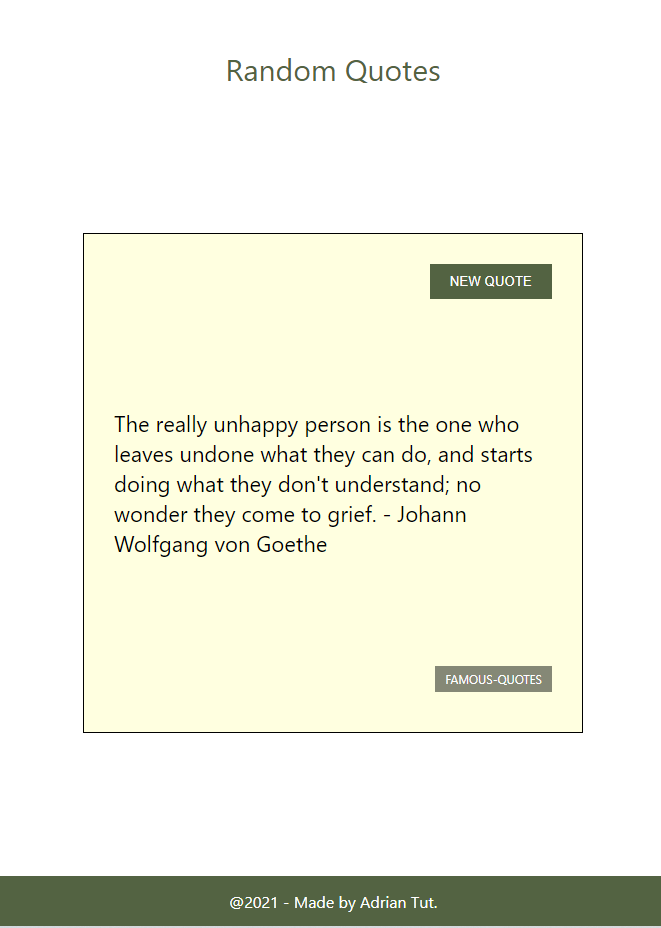 Random Quotes
NEW QUOTE
The really unhappy person is the one who
leaves undone what they can do, and starts
doing what they don't understand; no
wonder they come to grief. - Johann
Wolfgang von Goethe
FAMOUS-QUOTES
@2021 - Made by Adrian Tut.